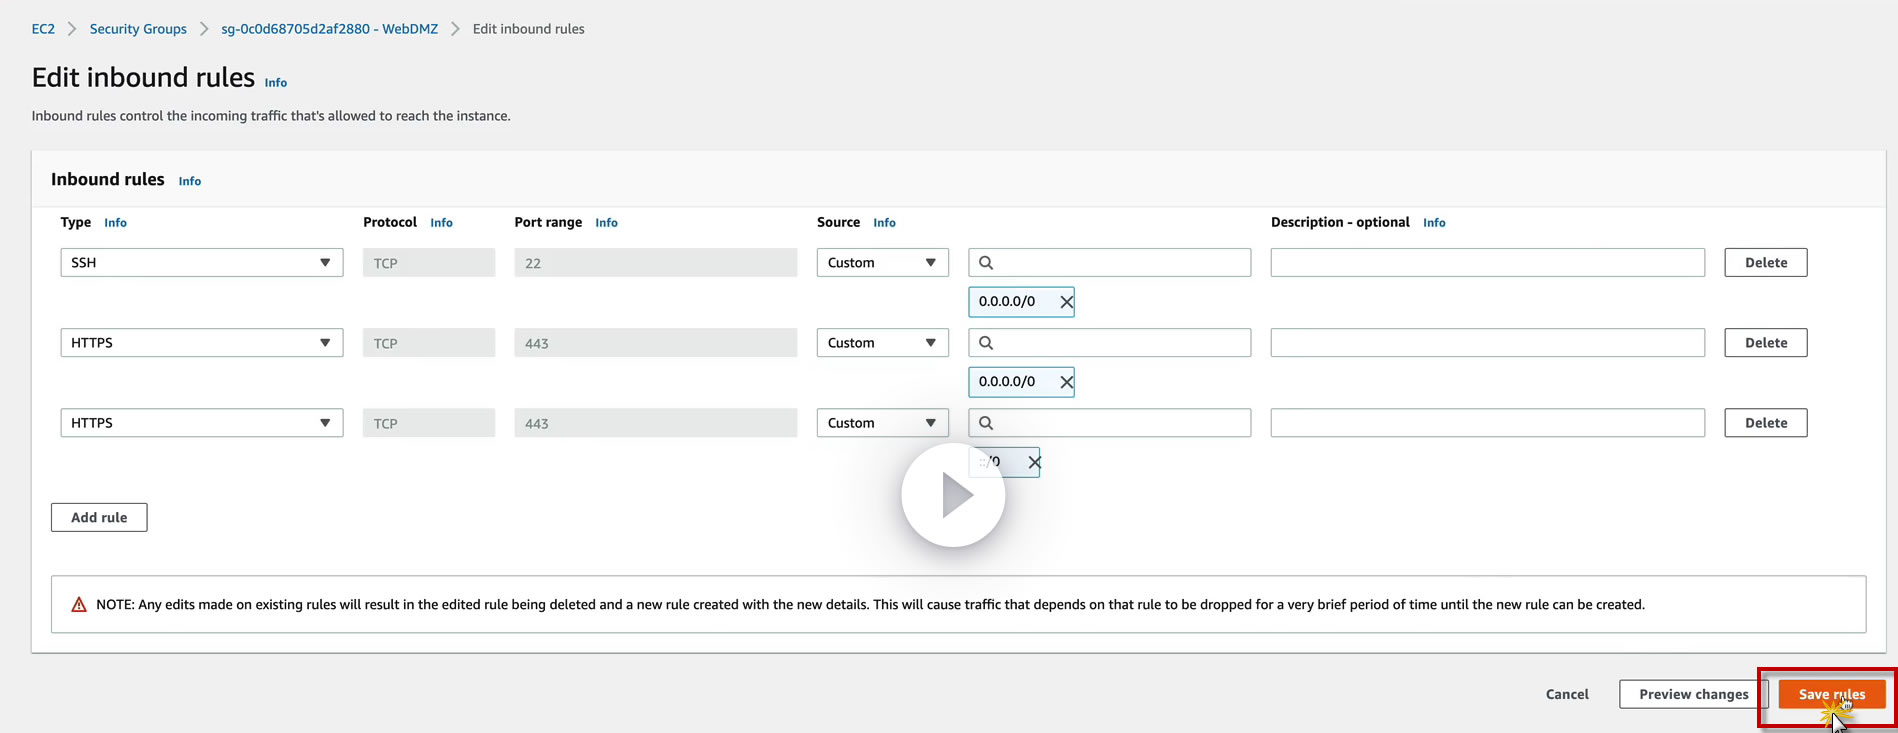 EC2 > Security Groups > sg-0c0d68705d2af2880 - WebDMZ > Edit inbound rules
Edit inbound rules Info
Inbound rules control the incoming traffic that's allowed to reach the instance.
Inbound rules Info
Type Info Protocol Info Port range Info Source Info Description - optional Info
SSH TCP 22 Custom Delete
0.0.0.0/0
HTTPS TCP 443 Custom Delete
0.0.0.0/0
HTTPS TCP 443 Custom Delete
::/0
Add rule
NOTE: Any edits made on existing rules will result in the edited rule being deleted and a new rule created with the new details. This will cause traffic that depends on that rule to be dropped for a very brief period of time until the new rule can be created.
Cancel Preview changes Save rules